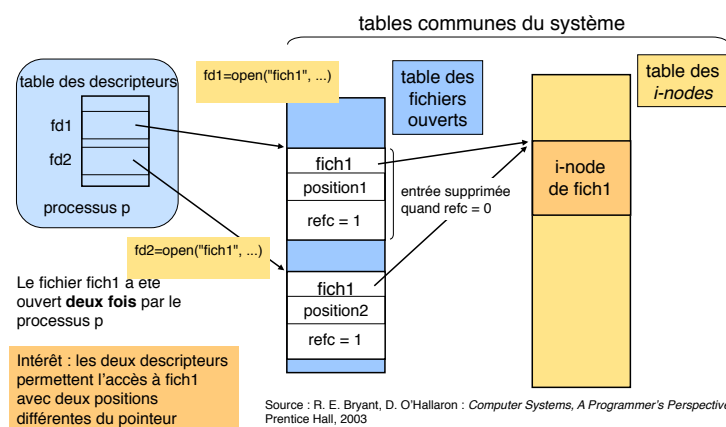 tables communes du système
table des descripteurs
fd1
fd2
processus p
fd1=open("fich1", ...)
fd2=open("fich1", ...)
table des
fichiers
ouverts
table des
i-nodes
fich1
position1
refc = 1
entrée supprimée
quand refc = 0
i-node
de fich1
fich1
position2
refc = 1
Le fichier fich1 a été
ouvert deux fois par le
processus p
Intérêt : les deux descripteurs
permettent l'accès à fich1
avec deux positions
différentes du pointeur
Source : R. E. Bryant, D. O'Hallaron : Computer Systems, A Programmer's Perspective
Prentice Hall, 2003